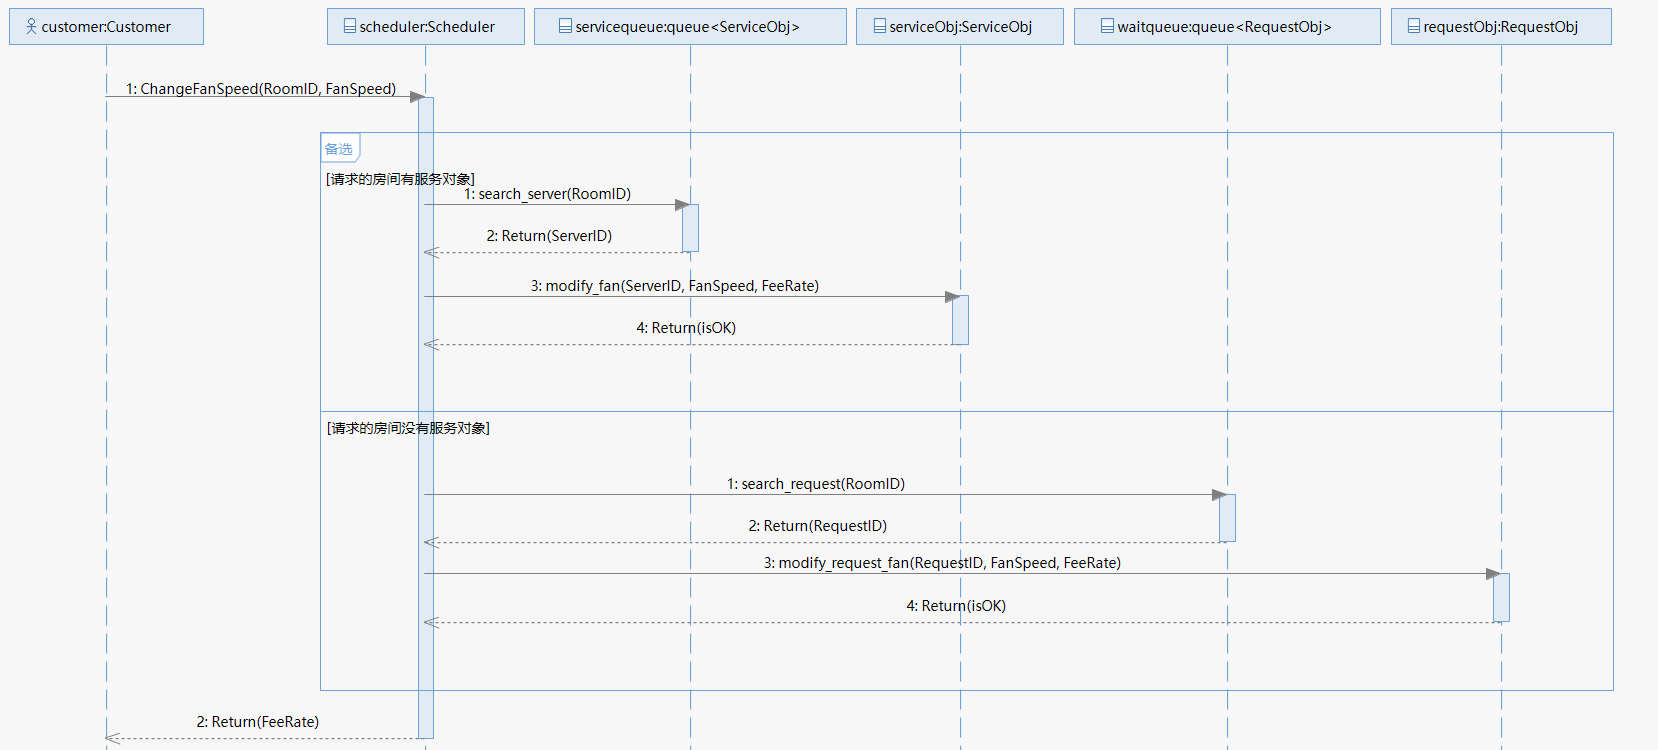 customer:Customer
scheduler:Scheduler
servicequeue:queue<ServiceObj>
serviceObj:ServiceObj
waitqueue:queue<RequestObj>
requestObj:RequestObj
1: ChangeFanSpeed(RoomID, FanSpeed)
备选
[请求的房间有服务对象]
1: search_server(RoomID)
2: Return(ServerID)
3: modify_fan(ServerID, FanSpeed, FeeRate)
4: Return(isOK)
[请求的房间没有服务对象]
1: search_request(RoomID)
2: Return(RequestID)
3: modify_request_fan(RequestID, FanSpeed, FeeRate)
4: Return(isOK)
2: Return(FeeRate)